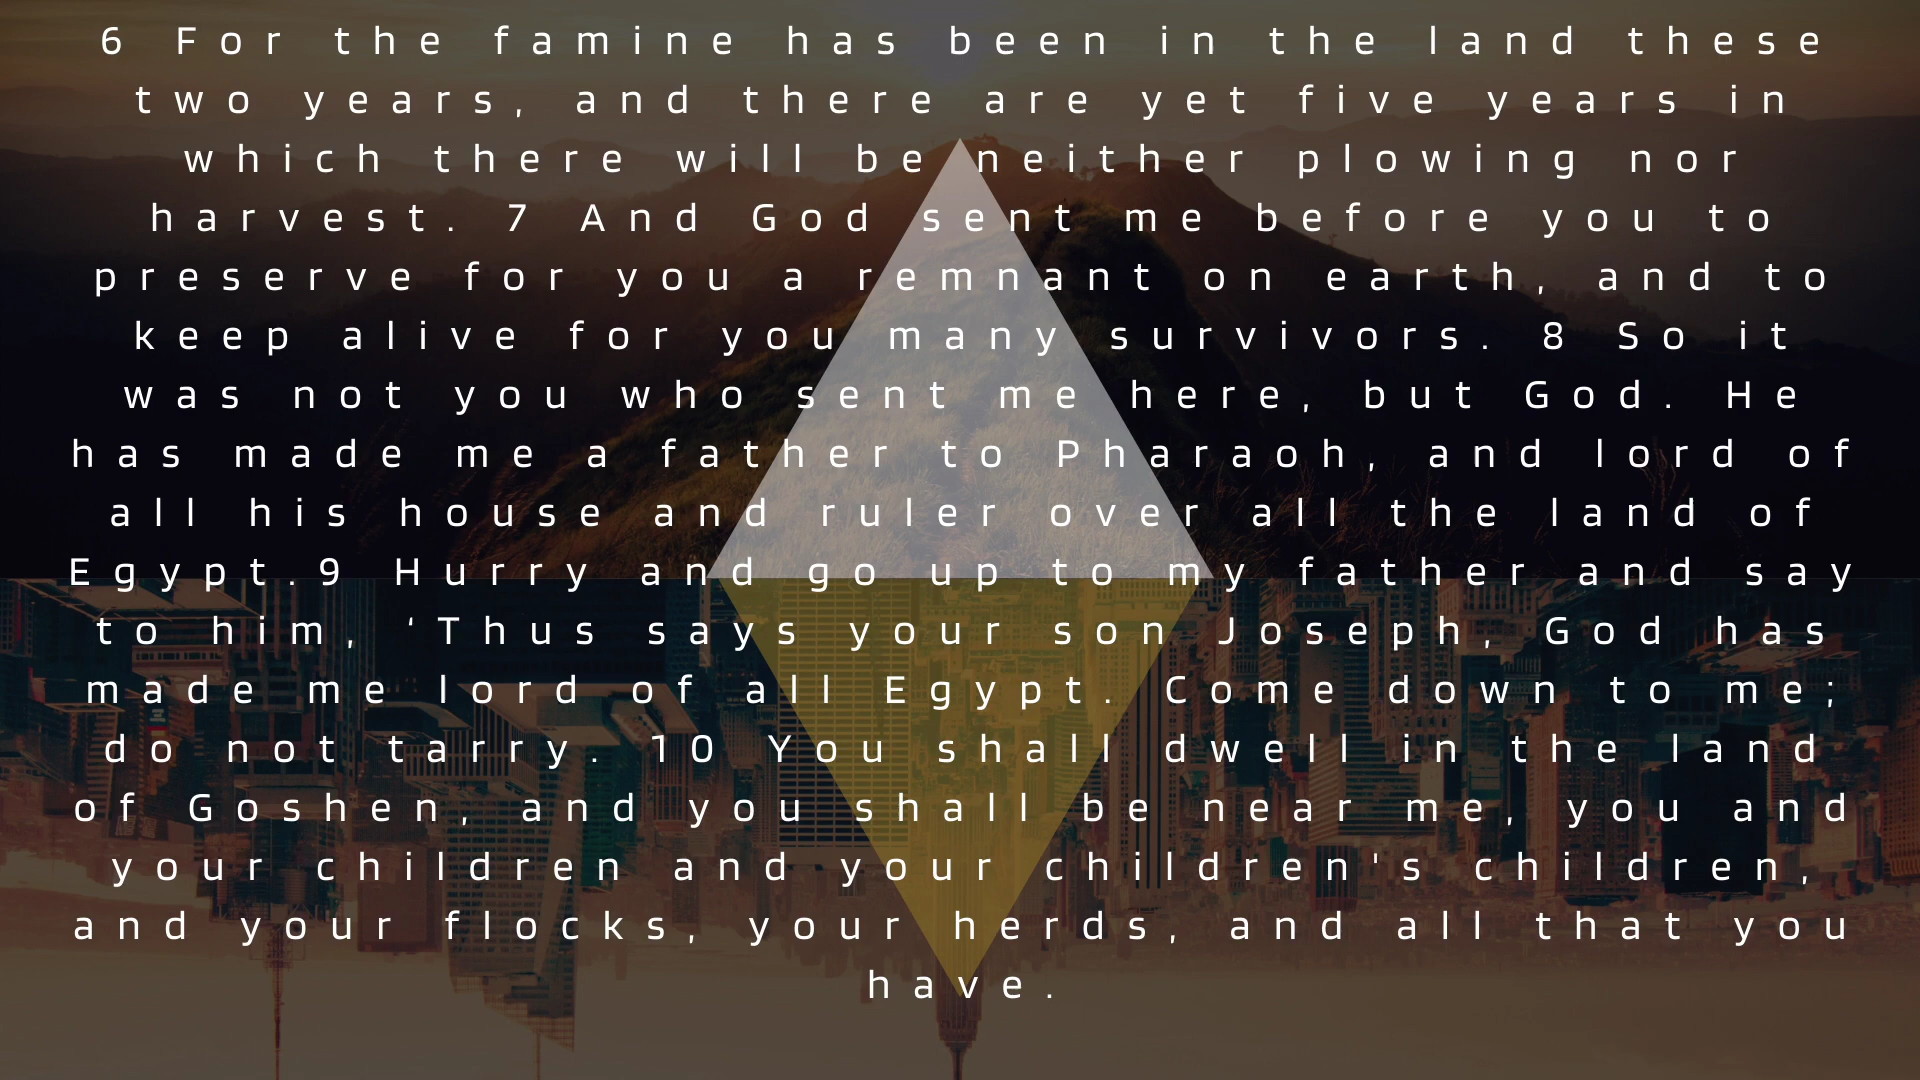 6 For the famine has been in the land these
two years, and there are yet five years in
which there will be neither plowing nor
harvest. 7 And God sent me before you to
preserve for you a remnant on earth, and to
keep alive for you many survivors. 8 So it
was not you who sent me here, but God. He
has made me a father to Pharaoh, and lord of
all his house and ruler over all the land of
Egypt.9 Hurry and go up to my father and say
to him, ‘Thus says your son Joseph, God has
made me lord of all Egypt. Come down to me;
do not tarry. 10 You shall dwell in the land
of Goshen, and you shall be near me, you and
your children and your children's children,
and your flocks, your herds, and all that you
have.